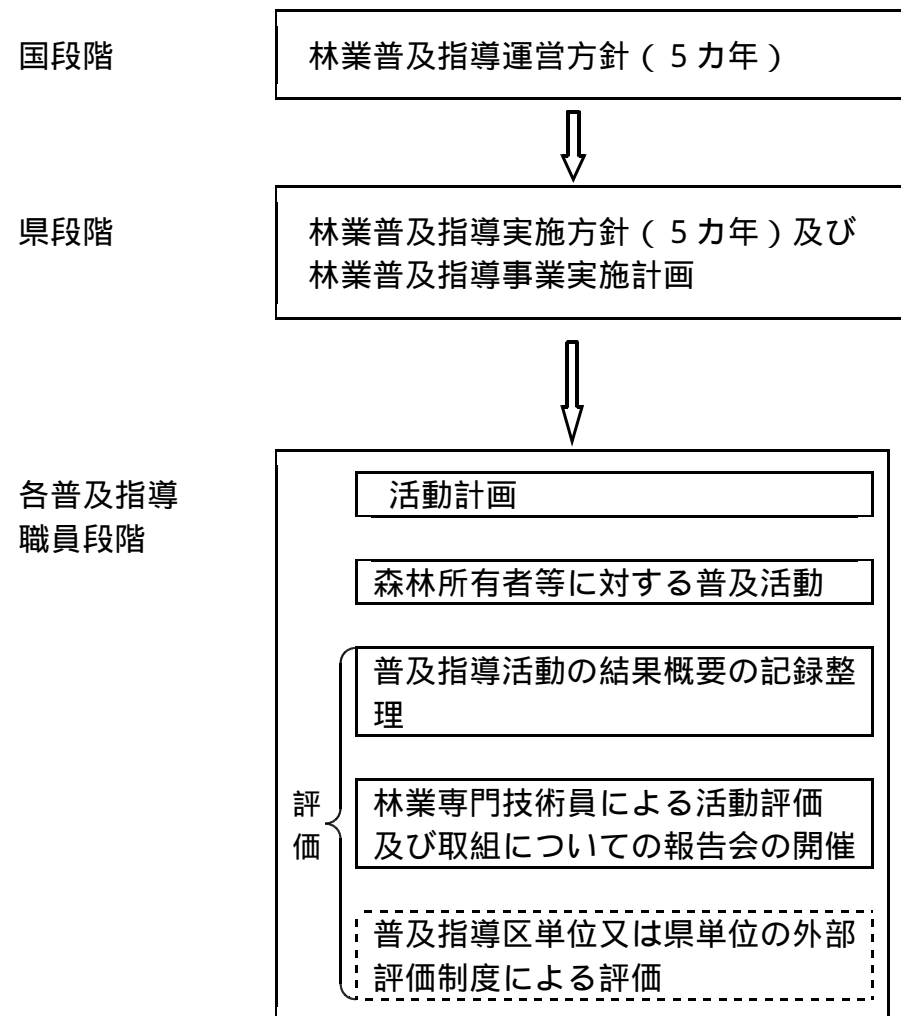 国段階
林業普及指導運営方針(5カ年)
県段階
林業普及指導実施方針(5カ年)及び
林業普及指導事業実施計画
各普及指導
職員段階
活動計画
森林所有者等に対する普及活動
普及指導活動の結果概要の記録整
理
評
価
林業専門技術員による活動評価
及び取組についての報告会の開催
普及指導区単位又は県単位の外部
評価制度による評価